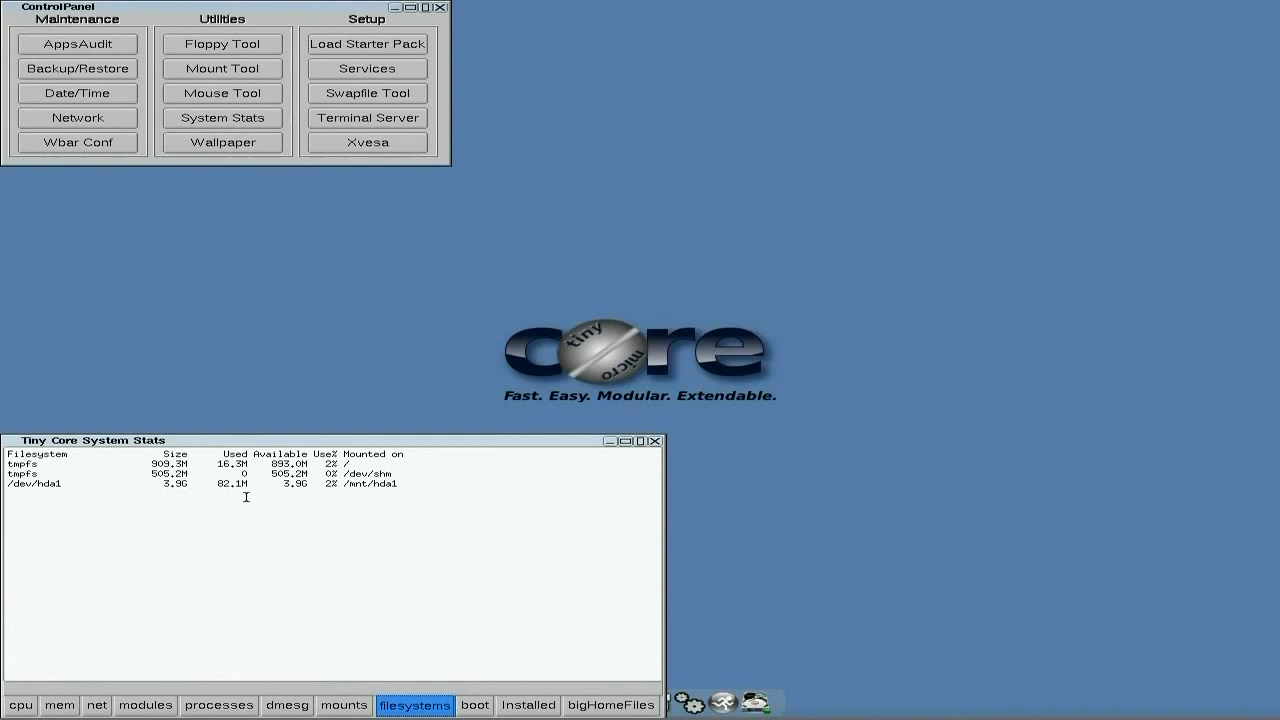 ControlPanel
Maintenance Utilities Setup
AppsAudit Floppy Tool Load Starter Pack
Backup/Restore Mount Tool Services
Date/Time Mouse Tool Swapfile Tool
Network System Stats Terminal Server
Wbar Conf Wallpaper Xvesa
core
tiny
micro
Fast. Easy. Modular. Extendable.
Tiny Core System Stats
Filesystem Size Used Available Use% Mounted on
tmpfs 909.3M 16.3M 893.0M 2% /
tmpfs 505.2M 0 505.2M 0% /dev/shm
/dev/hda1 3.9G 82.1M 3.9G 2% /mnt/hda1
cpu mem net modules processes dmesg mounts filesystems boot Installed bigHomeFiles